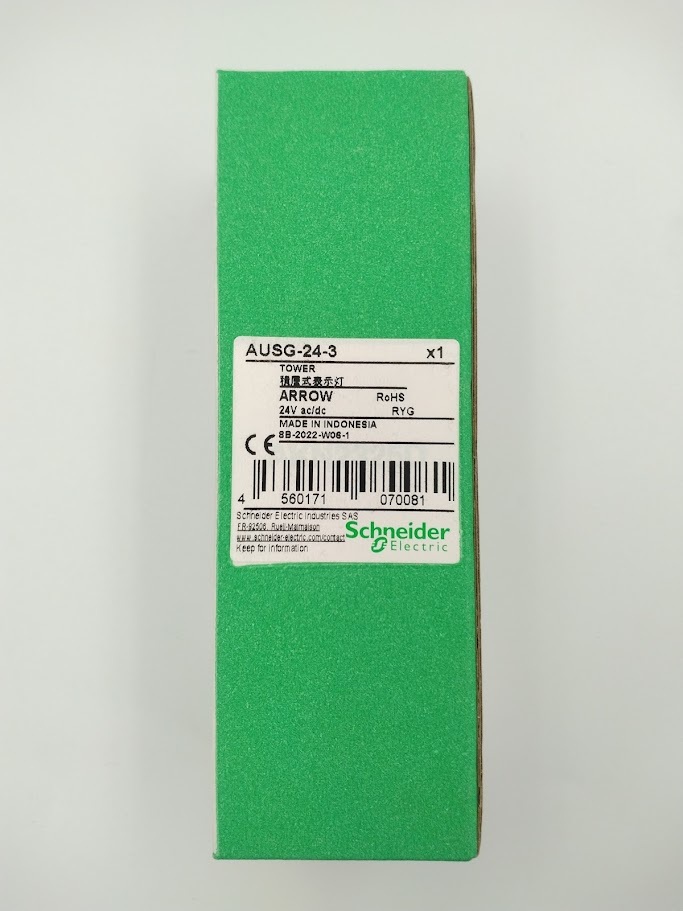 AUSG-24-3 x1
TOWER
積層式表示灯
ARROW RoHS
24V ac/dc RYG
MADE IN INDONESIA
8B-2022-W06-1
CE
4 560171 070081
Schneider Electric Industries SAS
FR-92506, Rueil-Malmaison
www.schneider-electric.com/contact
Keep for information
Schneider
Electric